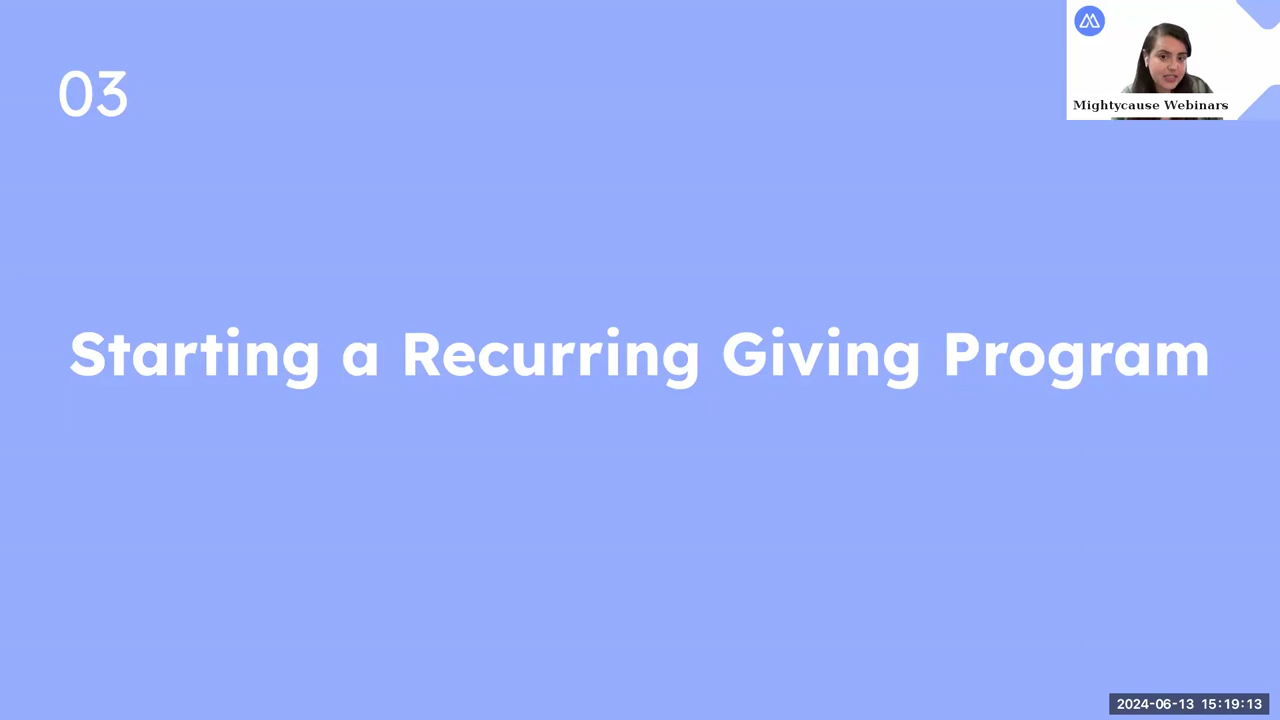 03
Mightycause Webinars
Starting a Recurring Giving Program
2024-06-13 15:19:13